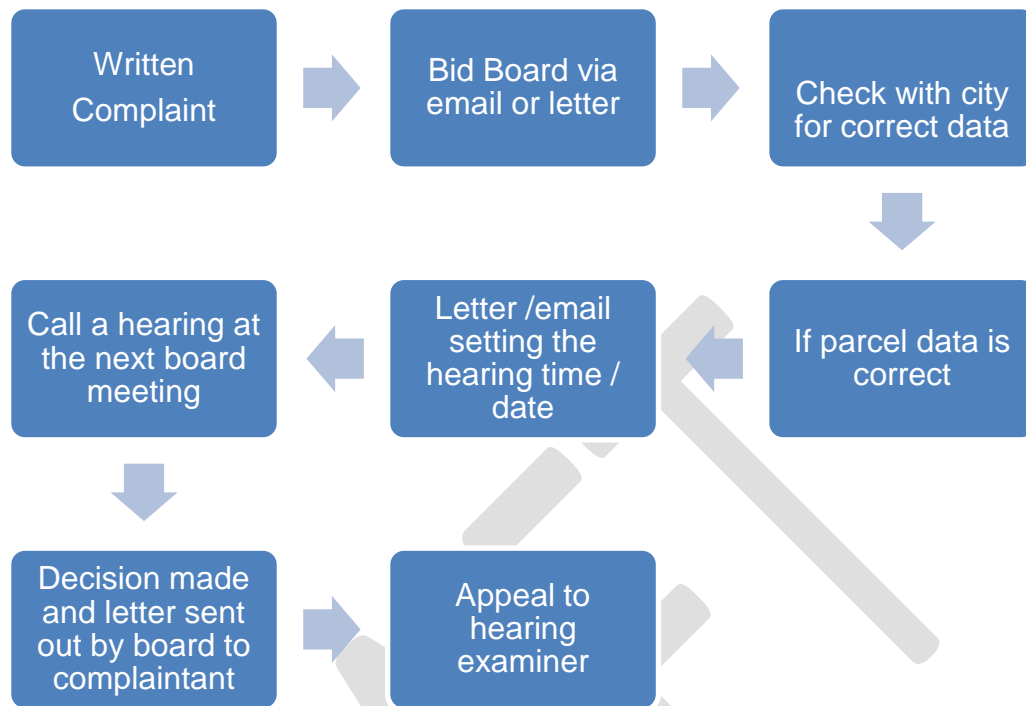 Written
Complaint
Bid Board via
email or letter
Check with city
for correct data
If parcel data is
correct
Letter /email
setting the
hearing time /
date
Call a hearing at
the next board
meeting
Decision made
and letter sent
out by board to
complaintant
Appeal to
hearing
examiner